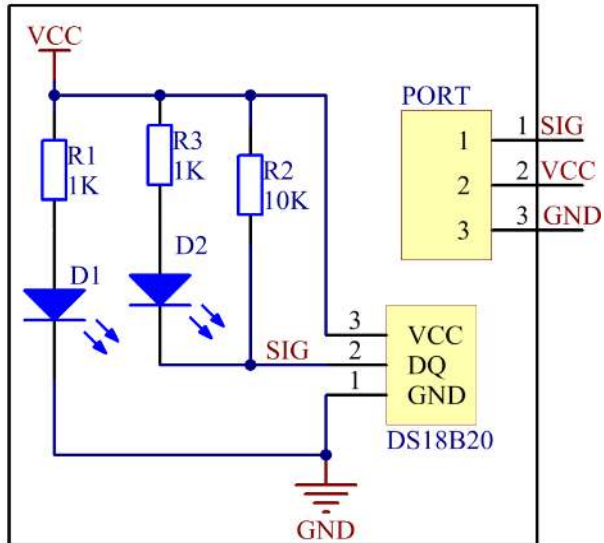 VCC
R1
1K
R3
1K
R2
10K
D1
D2
SIG
PORT
1
2
3
1 SIG
2 VCC
3 GND
3 VCC
2 DQ
1 GND
DS18B20
GND